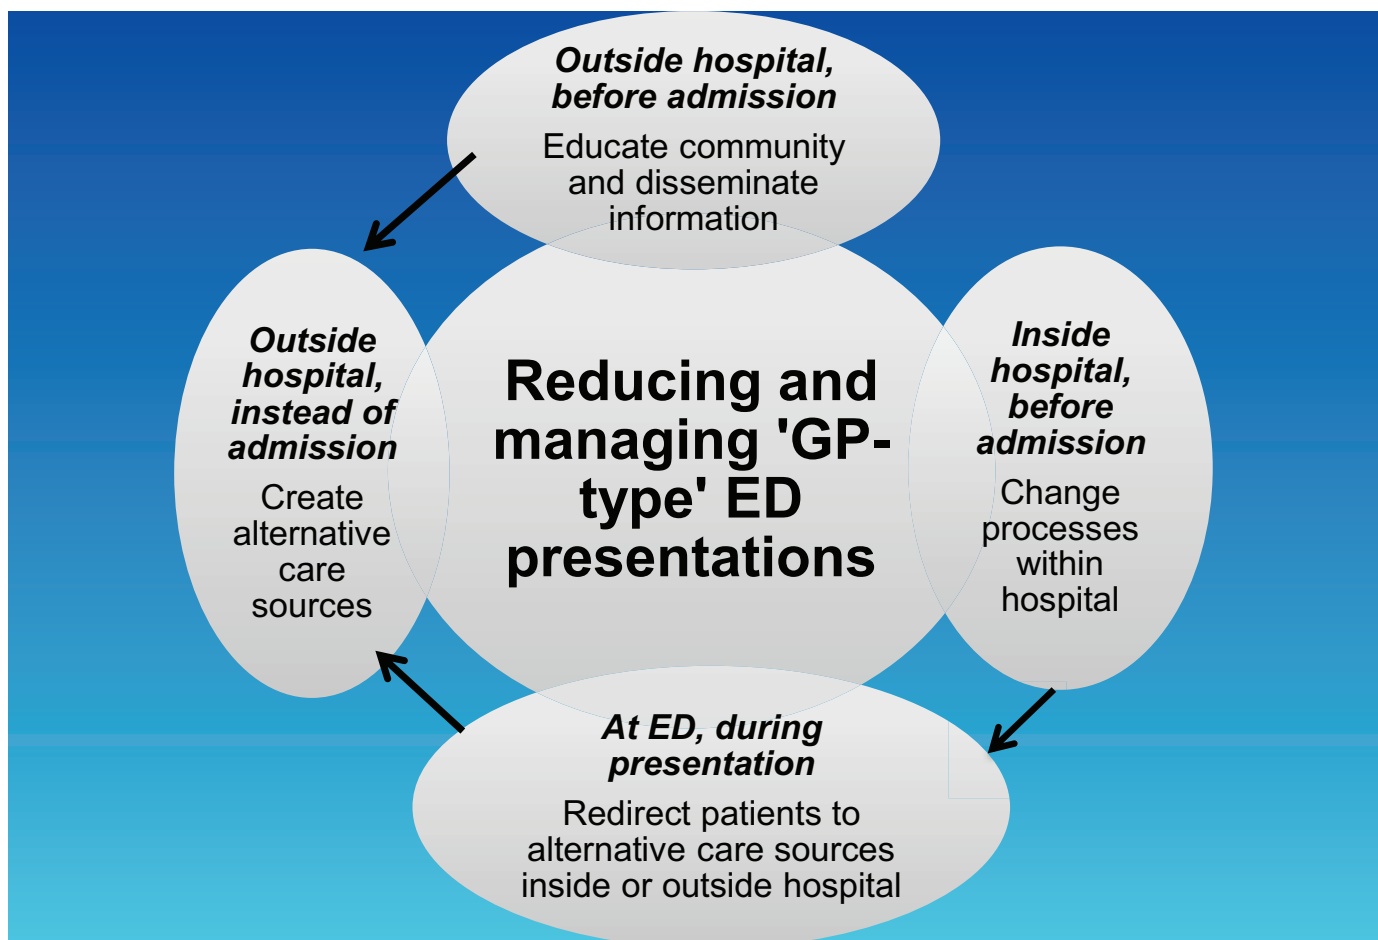 Outside hospital,
before admission
Educate community
and disseminate
information
Outside
hospital,
instead of
admission
Create
alternative
care
sources
Reducing and
managing 'GP-
type' ED
presentations
Inside
hospital,
before
admission
Change
processes
within
hospital
At ED, during
presentation
Redirect patients to
alternative care sources
inside or outside hospital